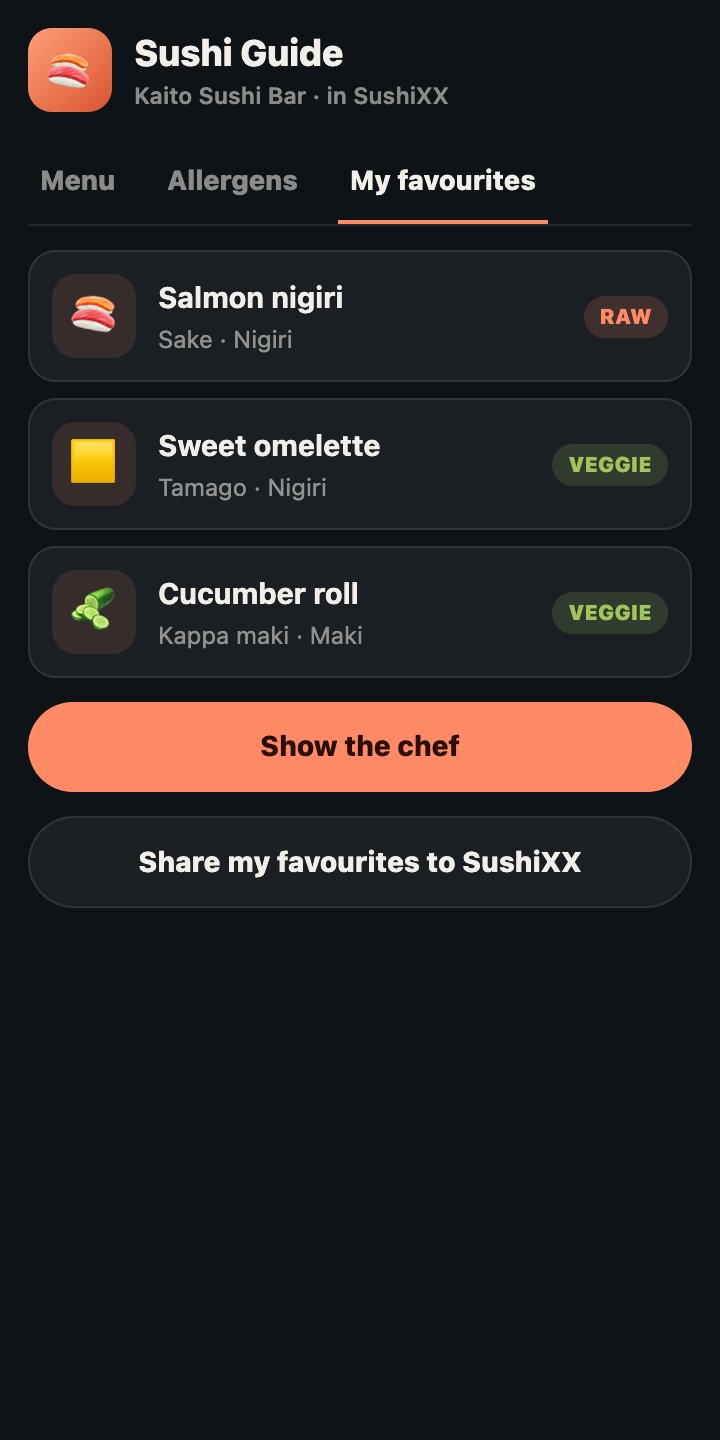 Sushi Guide
Kaito Sushi Bar · in SushiXX
Menu
Allergens
My favourites
Salmon nigiri
Sake · Nigiri
RAW
Sweet omelette
Tamago · Nigiri
VEGGIE
Cucumber roll
Kappa maki · Maki
VEGGIE
Show the chef
Share my favourites to SushiXX